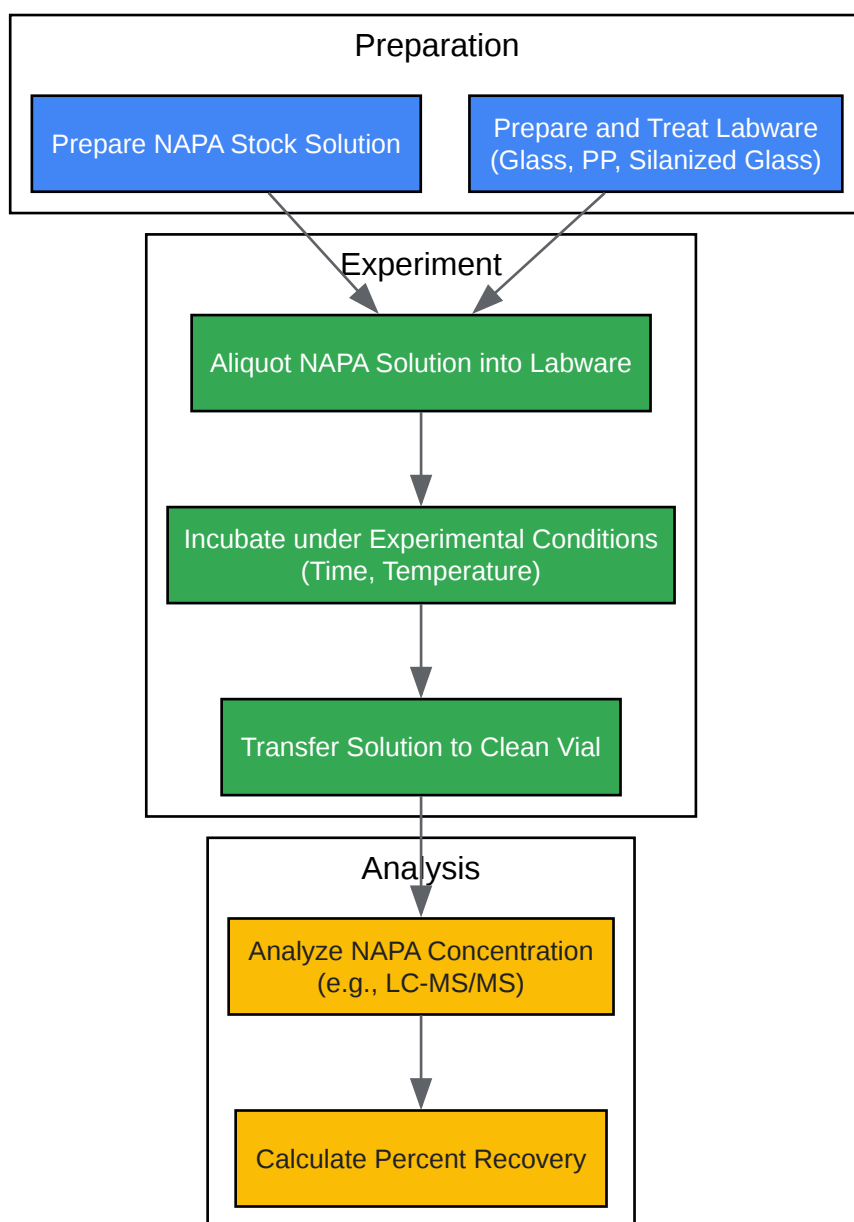 Preparation
Prepare NAPA Stock Solution
Prepare and Treat Labware
(Glass, PP, Silanized Glass)
Experiment
Aliquot NAPA Solution into Labware
Incubate under Experimental Conditions
(Time, Temperature)
Transfer Solution to Clean Vial
Analysis
Analyze NAPA Concentration
(e.g., LC-MS/MS)
Calculate Percent Recovery